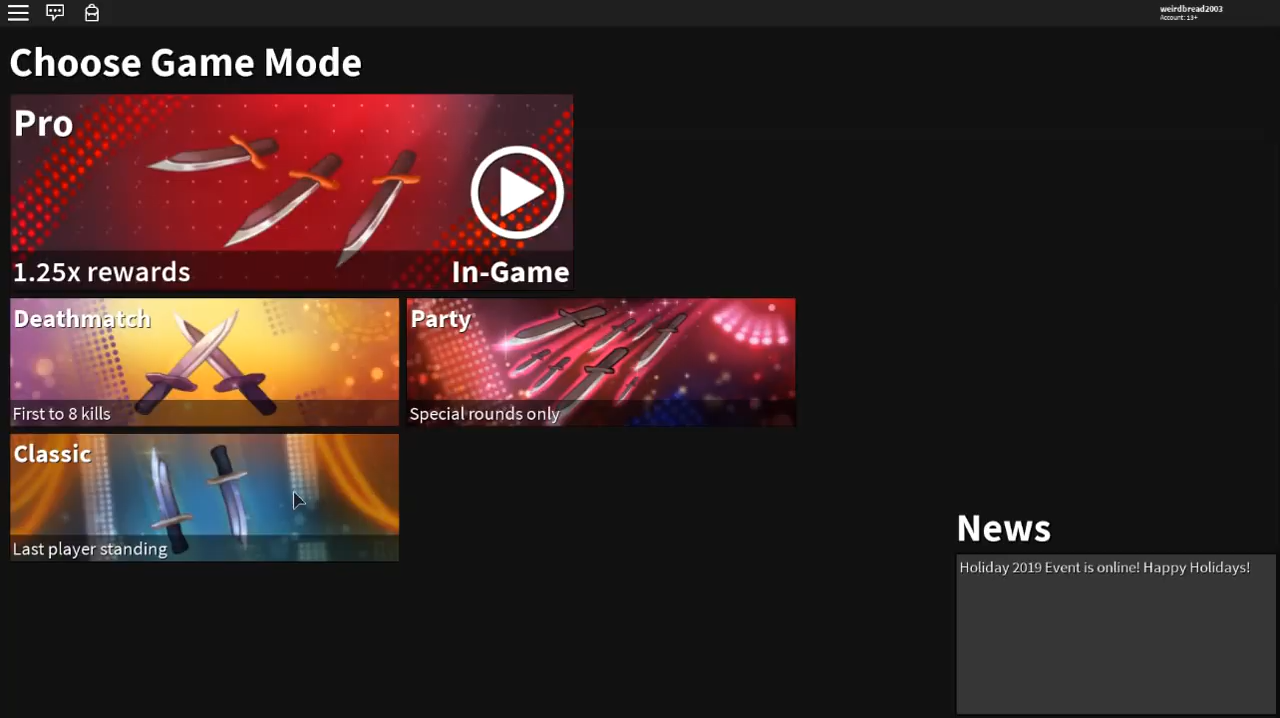 weirdbread2003
Account: 13+
Choose Game Mode
Pro
1.25x rewards
In-Game
Deathmatch
First to 8 kills
Party
Special rounds only
Classic
Last player standing
News
Holiday 2019 Event is online! Happy Holidays!